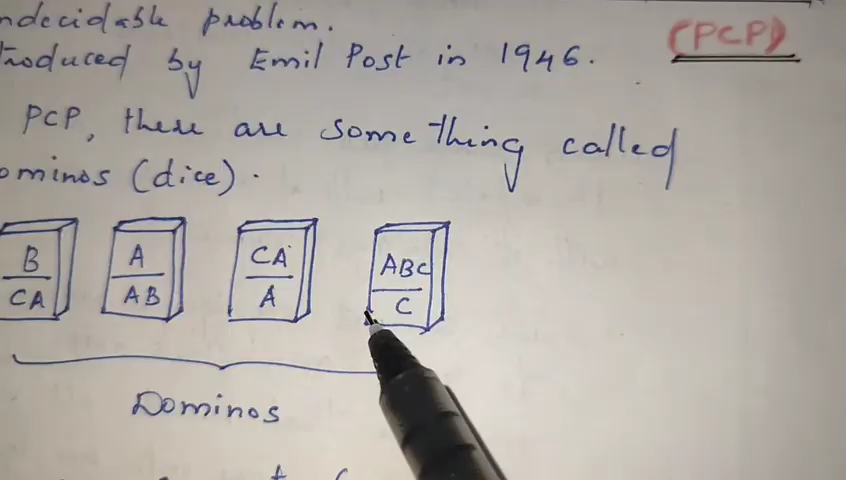 ndecidable problem.
(PCP)
troduced by Emil Post in 1946.
PCP, there are something called
ominos (dice).
B A CA ABC
CA AB A C
Dominos